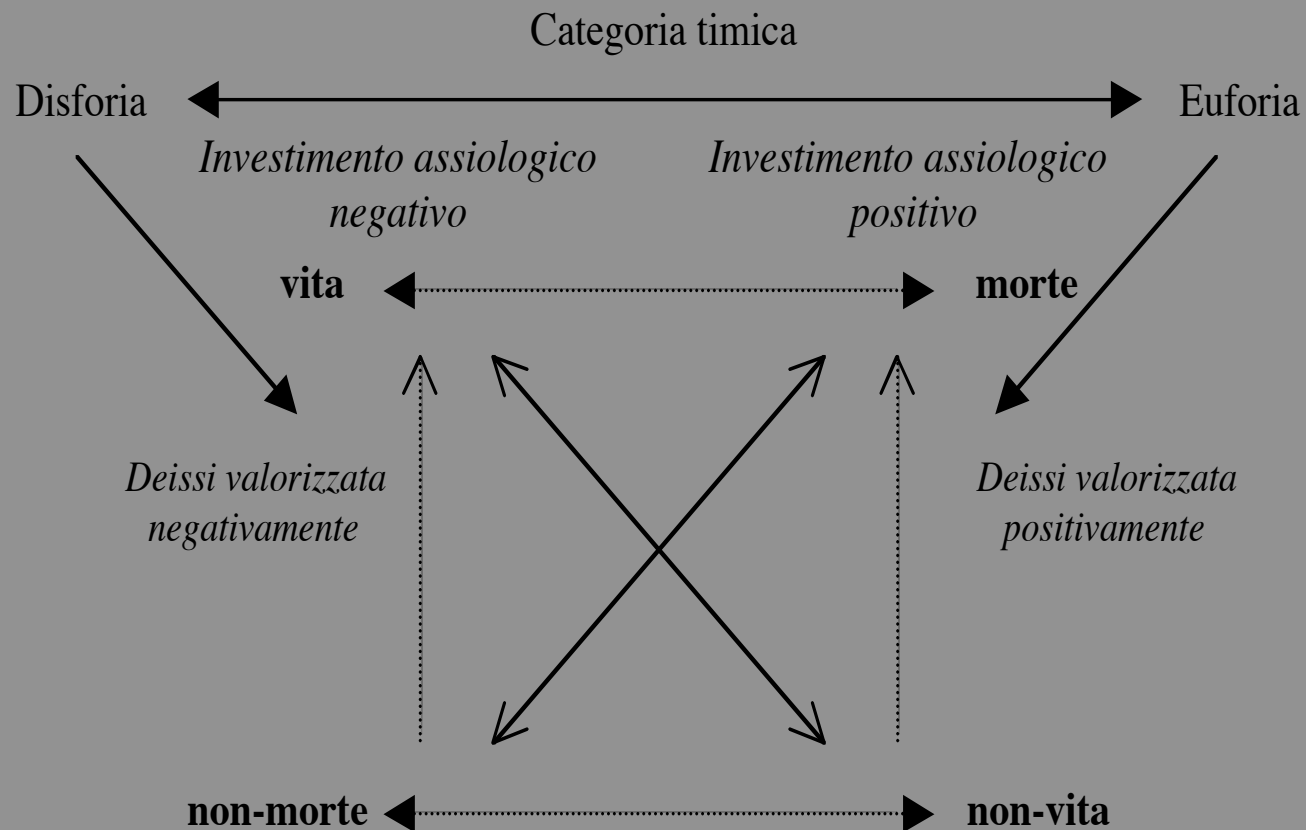 Categoria timica
Disforia
Euforia
Investimento assiologico
negativo
Investimento assiologico
positivo
vita
morte
Deissi valorizzata
negativamente
Deissi valorizzata
positivamente
non-morte
non-vita